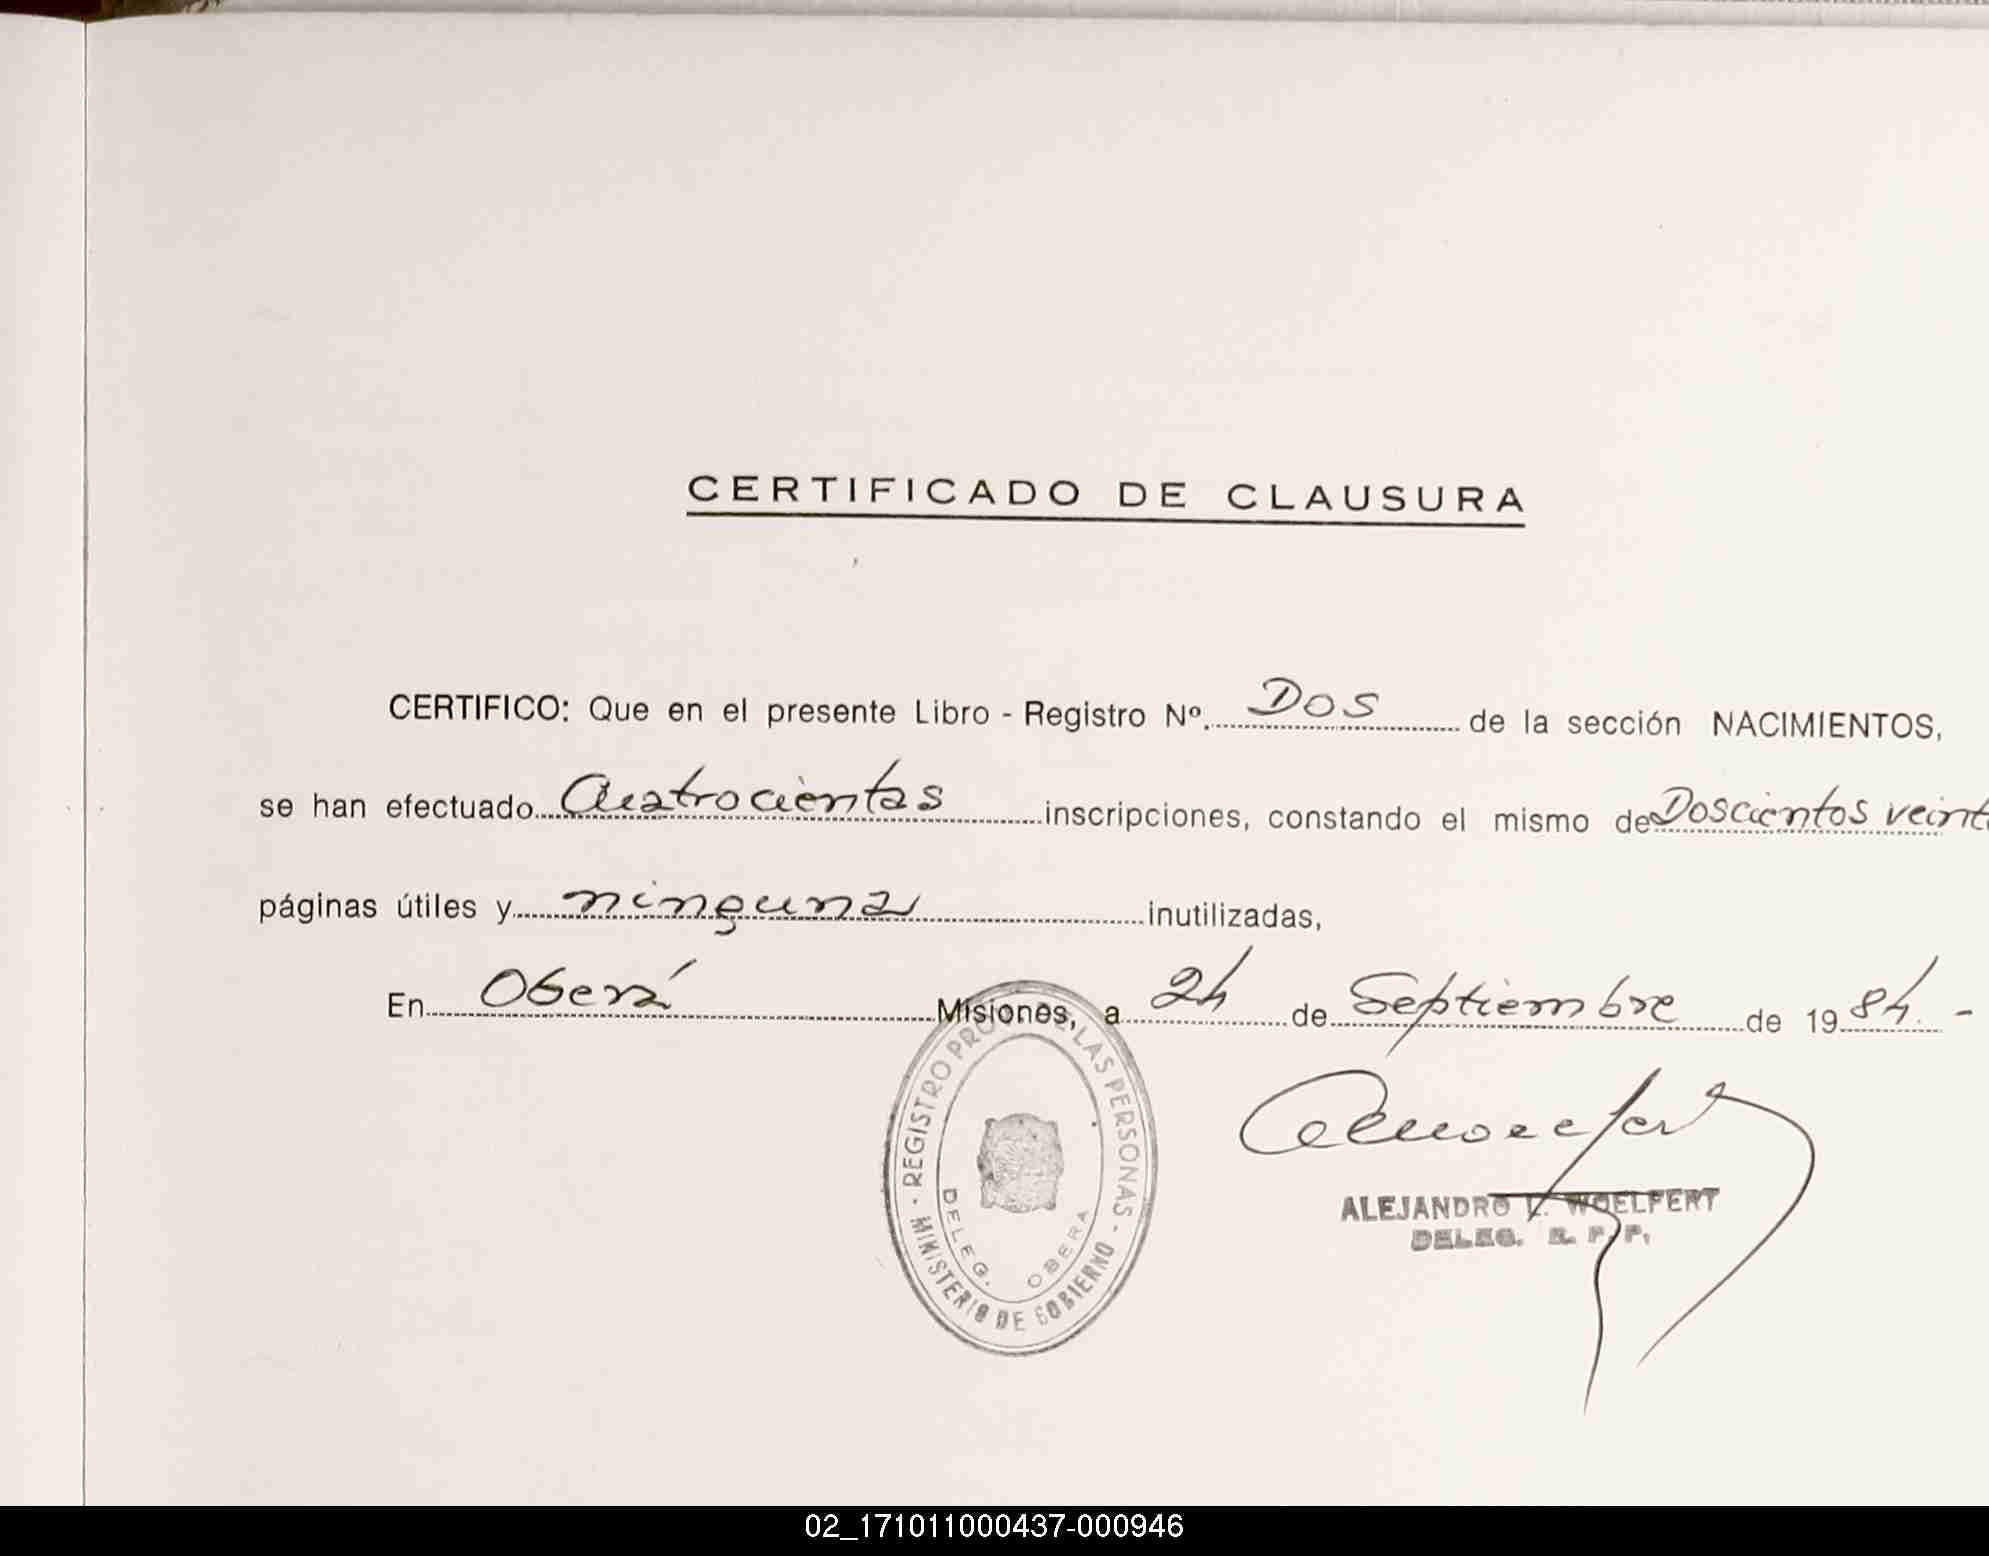 CERTIFICADO DE CLAUSURA
CERTIFICO: Que en el presente Libro - Registro Nº. Dos de la sección NACIMIENTOS,
se han efectuado Cuatrocientas inscripciones, constando el mismo de Doscientos veint
páginas útiles y ninguna inutilizadas,
En Oberá Misiones, a 24 de Septiembre de 1984. -
REGISTRO PRO DE LAS PERSONAS
DELEG. OBERA
MINISTERIO DE GOBIERNO
ALEJANDRO WOELFERT
DELEG. R. P. P.
02_171011000437-000946